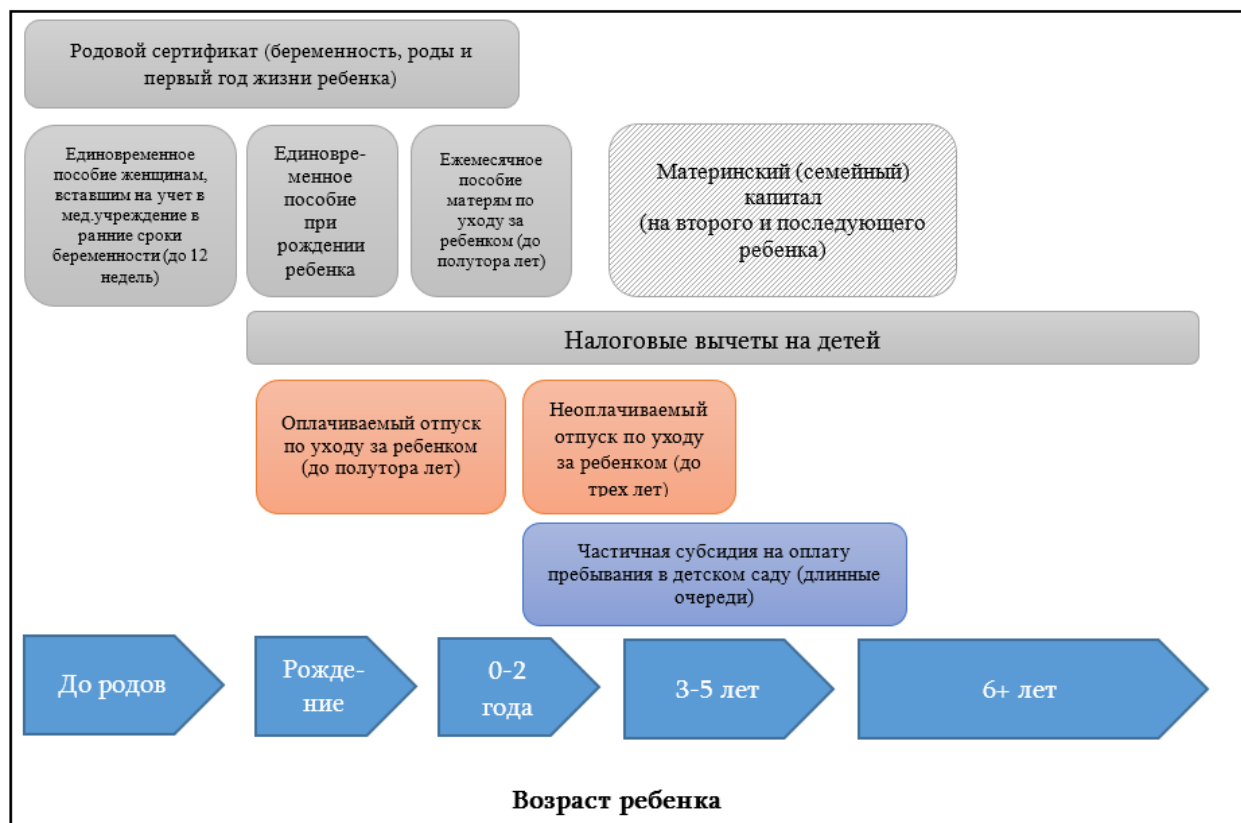 Родовой сертификат (беременность, роды и
первый год жизни ребенка)
Единовременное
пособие женщинам,
вставшим на учет в
мед.учреждение в
ранние сроки
беременности (до 12
недель)
Единовре-
менное
пособие
при
рождении
ребенка
Ежемесячное
пособие
матерям по
уходу за
ребенком (до
полутора лет)
Материнский (семейный)
капитал
(на второго и последующего
ребенка)
Налоговые вычеты на детей
Оплачиваемый отпуск
по уходу за ребенком
(до полутора лет)
Неоплачиваемый
отпуск по уходу
за ребенком (до
трех лет)
Частичная субсидия на оплату
пребывания в детском саду (длинные
очереди)
До родов
Рожде-
ние
0-2
года
3-5 лет
6+ лет
Возраст ребенка